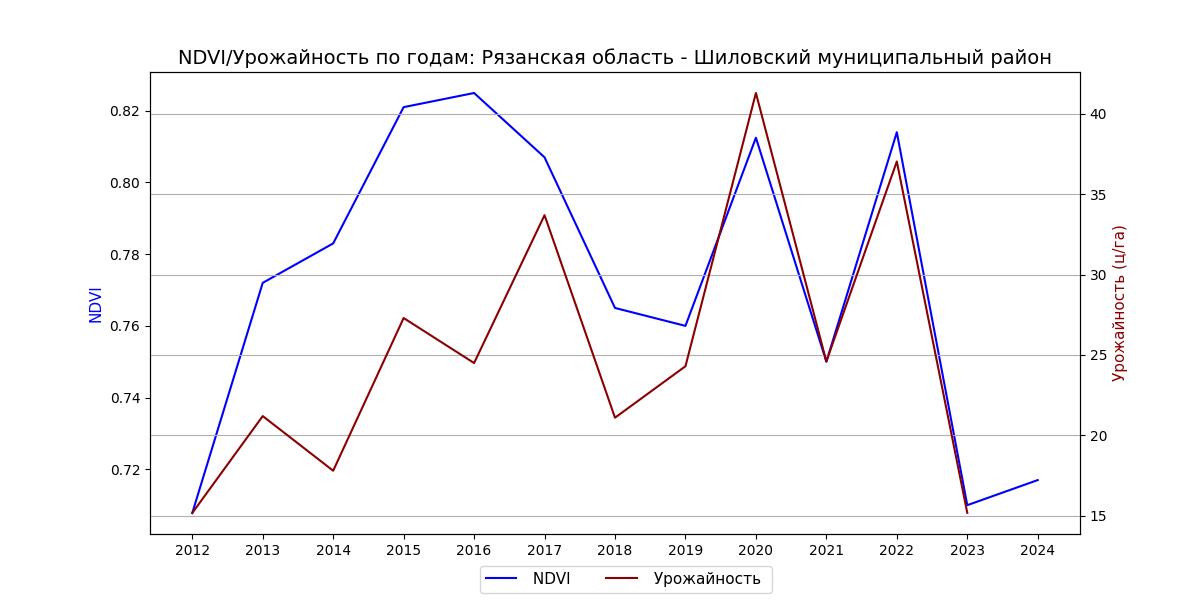 NDVI/Урожайность по годам: Рязанская область - Шиловский муниципальный район
0.82
0.80
0.78
0.76
0.74
0.72
NDVI
40
35
30
25
20
15
Урожайность (ц/га)
2012 2013 2014 2015 2016 2017 2018 2019 2020 2021 2022 2023 2024
NDVI Урожайность